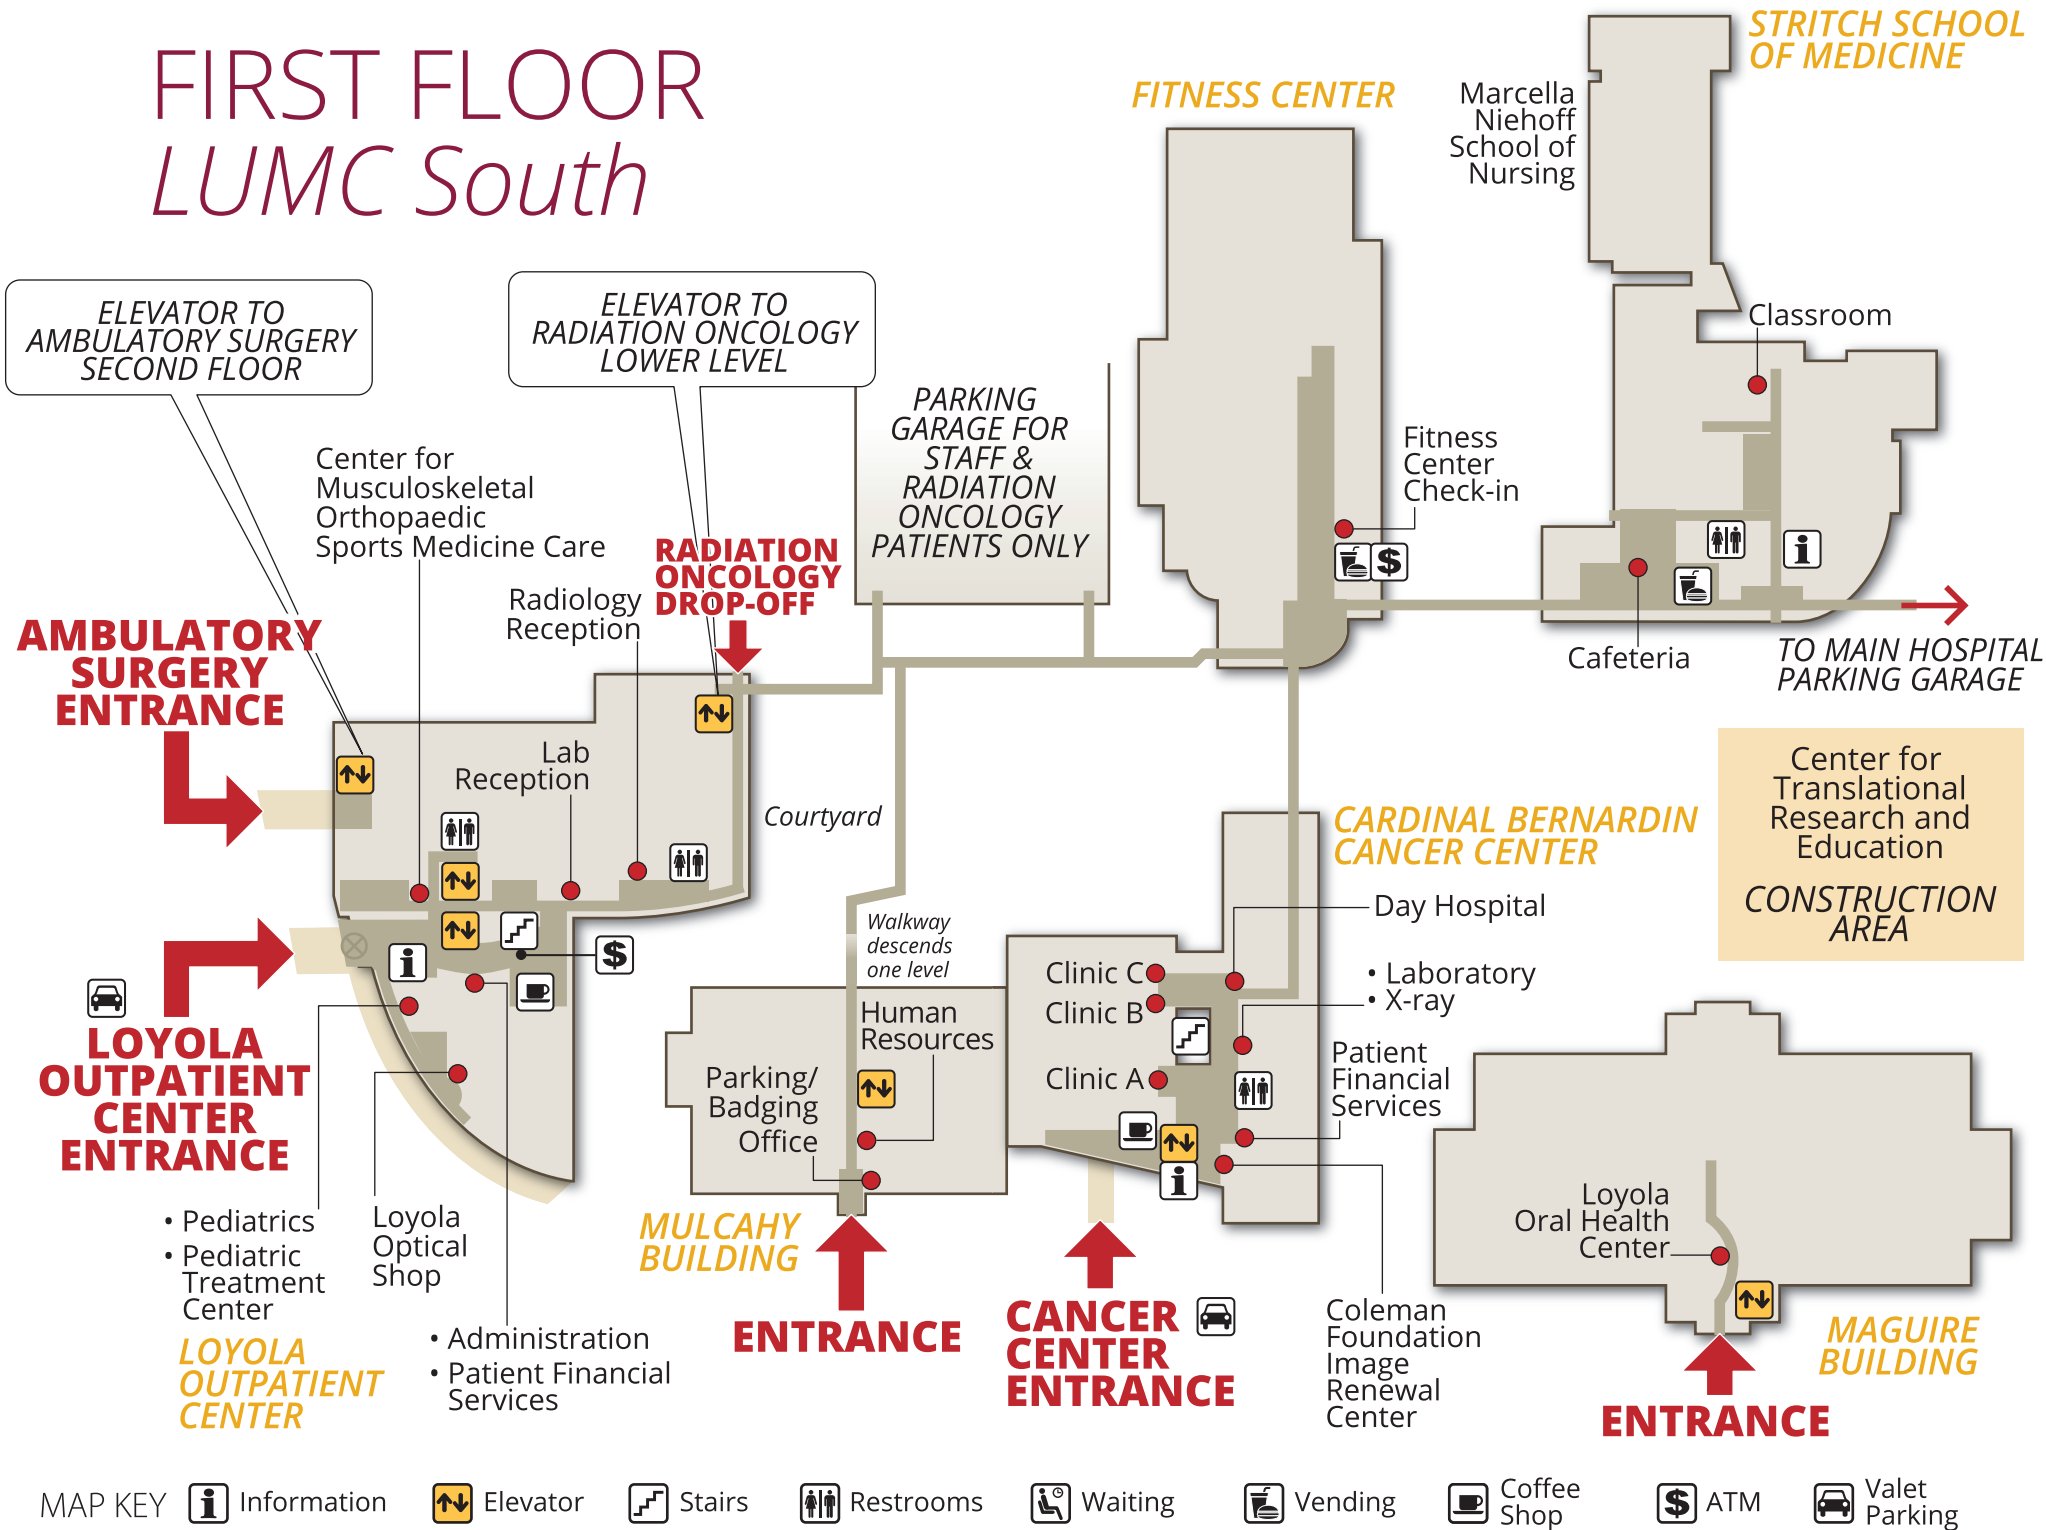 FIRST FLOOR
LUMC South
STRITCH SCHOOL
OF MEDICINE
FITNESS CENTER
Marcella
Niehoff
School of
Nursing
ELEVATOR TO
AMBULATORY SURGERY
SECOND FLOOR
ELEVATOR TO
RADIATION ONCOLOGY
LOWER LEVEL
Classroom
PARKING
GARAGE FOR
STAFF &
RADIATION
ONCOLOGY
PATIENTS ONLY
Center for
Musculoskeletal
Orthopaedic
Sports Medicine Care
Fitness
Center
Check-in
RADIATION
ONCOLOGY
DROP-OFF
Radiology
Reception
AMBULATORY
SURGERY
ENTRANCE
Cafeteria
TO MAIN HOSPITAL
PARKING GARAGE
Lab
Reception
Courtyard
CARDINAL BERNARDIN
CANCER CENTER
Center for
Translational
Research and
Education
CONSTRUCTION
AREA
Walkway
descends
one level
Day Hospital
Clinic C
Clinic B
Clinic A
• Laboratory
• X-ray
Human
Resources
Parking/
Badging
Office
Patient
Financial
Services
LOYOLA
OUTPATIENT
CENTER
ENTRANCE
• Pediatrics
• Pediatric
Treatment
Center
Loyola
Optical
Shop
MULCAHY
BUILDING
Loyola
Oral Health
Center
• Administration
• Patient Financial
Services
LOYOLA
OUTPATIENT
CENTER
ENTRANCE
CANCER
CENTER
ENTRANCE
Coleman
Foundation
Image
Renewal
Center
MAGUIRE
BUILDING
ENTRANCE
MAP KEY
Information
Elevator
Stairs
Restrooms
Waiting
Vending
Coffee
Shop
ATM
Valet
Parking